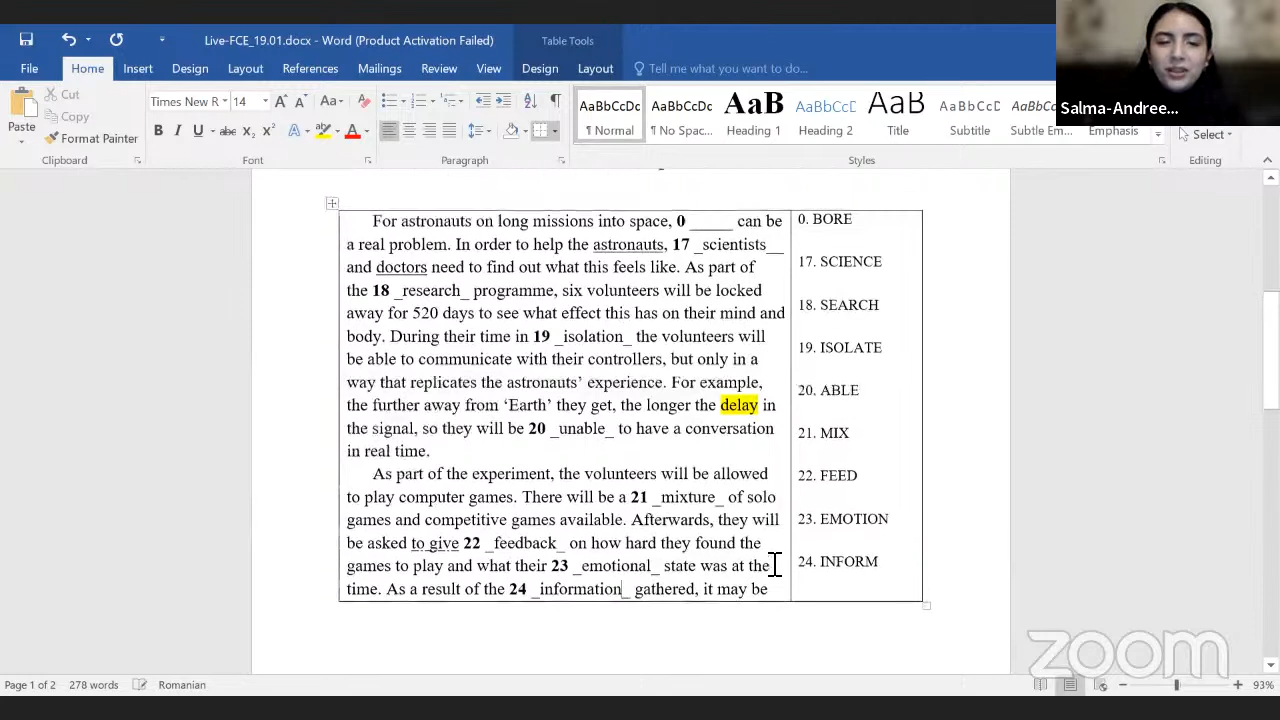 Live-FCE_19.01.docx - Word (Product Activation Failed)
Table Tools
File Home Insert Design Layout References Mailings Review View Design Layout Tell me what you want to do...
Salma-Andree...
Paste
Cut
Copy
Format Painter
Clipboard
Times New R 14
Font
Paragraph
AaBbCcDc AaBbCcDc AaB AaBbCcD AaB AaBbCcD AaBbCcD
¶ Normal ¶ No Spac... Heading 1 Heading 2 Title Subtitle Subtle Em... Emphasis
Styles
Select
Editing
For astronauts on long missions into space, 0 _____ can be
a real problem. In order to help the astronauts, 17 _scientists__
and doctors need to find out what this feels like. As part of
the 18 _research_ programme, six volunteers will be locked
away for 520 days to see what effect this has on their mind and
body. During their time in 19 _isolation_ the volunteers will
be able to communicate with their controllers, but only in a
way that replicates the astronauts’ experience. For example,
the further away from ‘Earth’ they get, the longer the delay in
the signal, so they will be 20 _unable_ to have a conversation
in real time.
As part of the experiment, the volunteers will be allowed
to play computer games. There will be a 21 _mixture_ of solo
games and competitive games available. Afterwards, they will
be asked to give 22 _feedback_ on how hard they found the
games to play and what their 23 _emotional_ state was at the
time. As a result of the 24 _information_ gathered, it may be
0. BORE
17. SCIENCE
18. SEARCH
19. ISOLATE
20. ABLE
21. MIX
22. FEED
23. EMOTION
24. INFORM
zoom
Page 1 of 2 278 words Romanian 93%